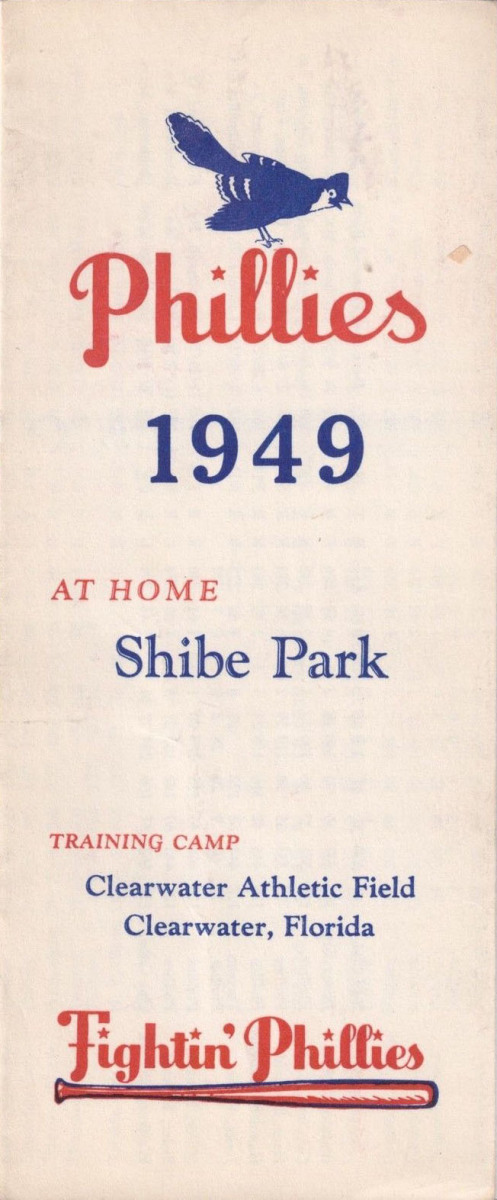 Phillies
1949
AT HOME
Shibe Park
TRAINING CAMP
Clearwater Athletic Field
Clearwater, Florida
Fightin' Phillies